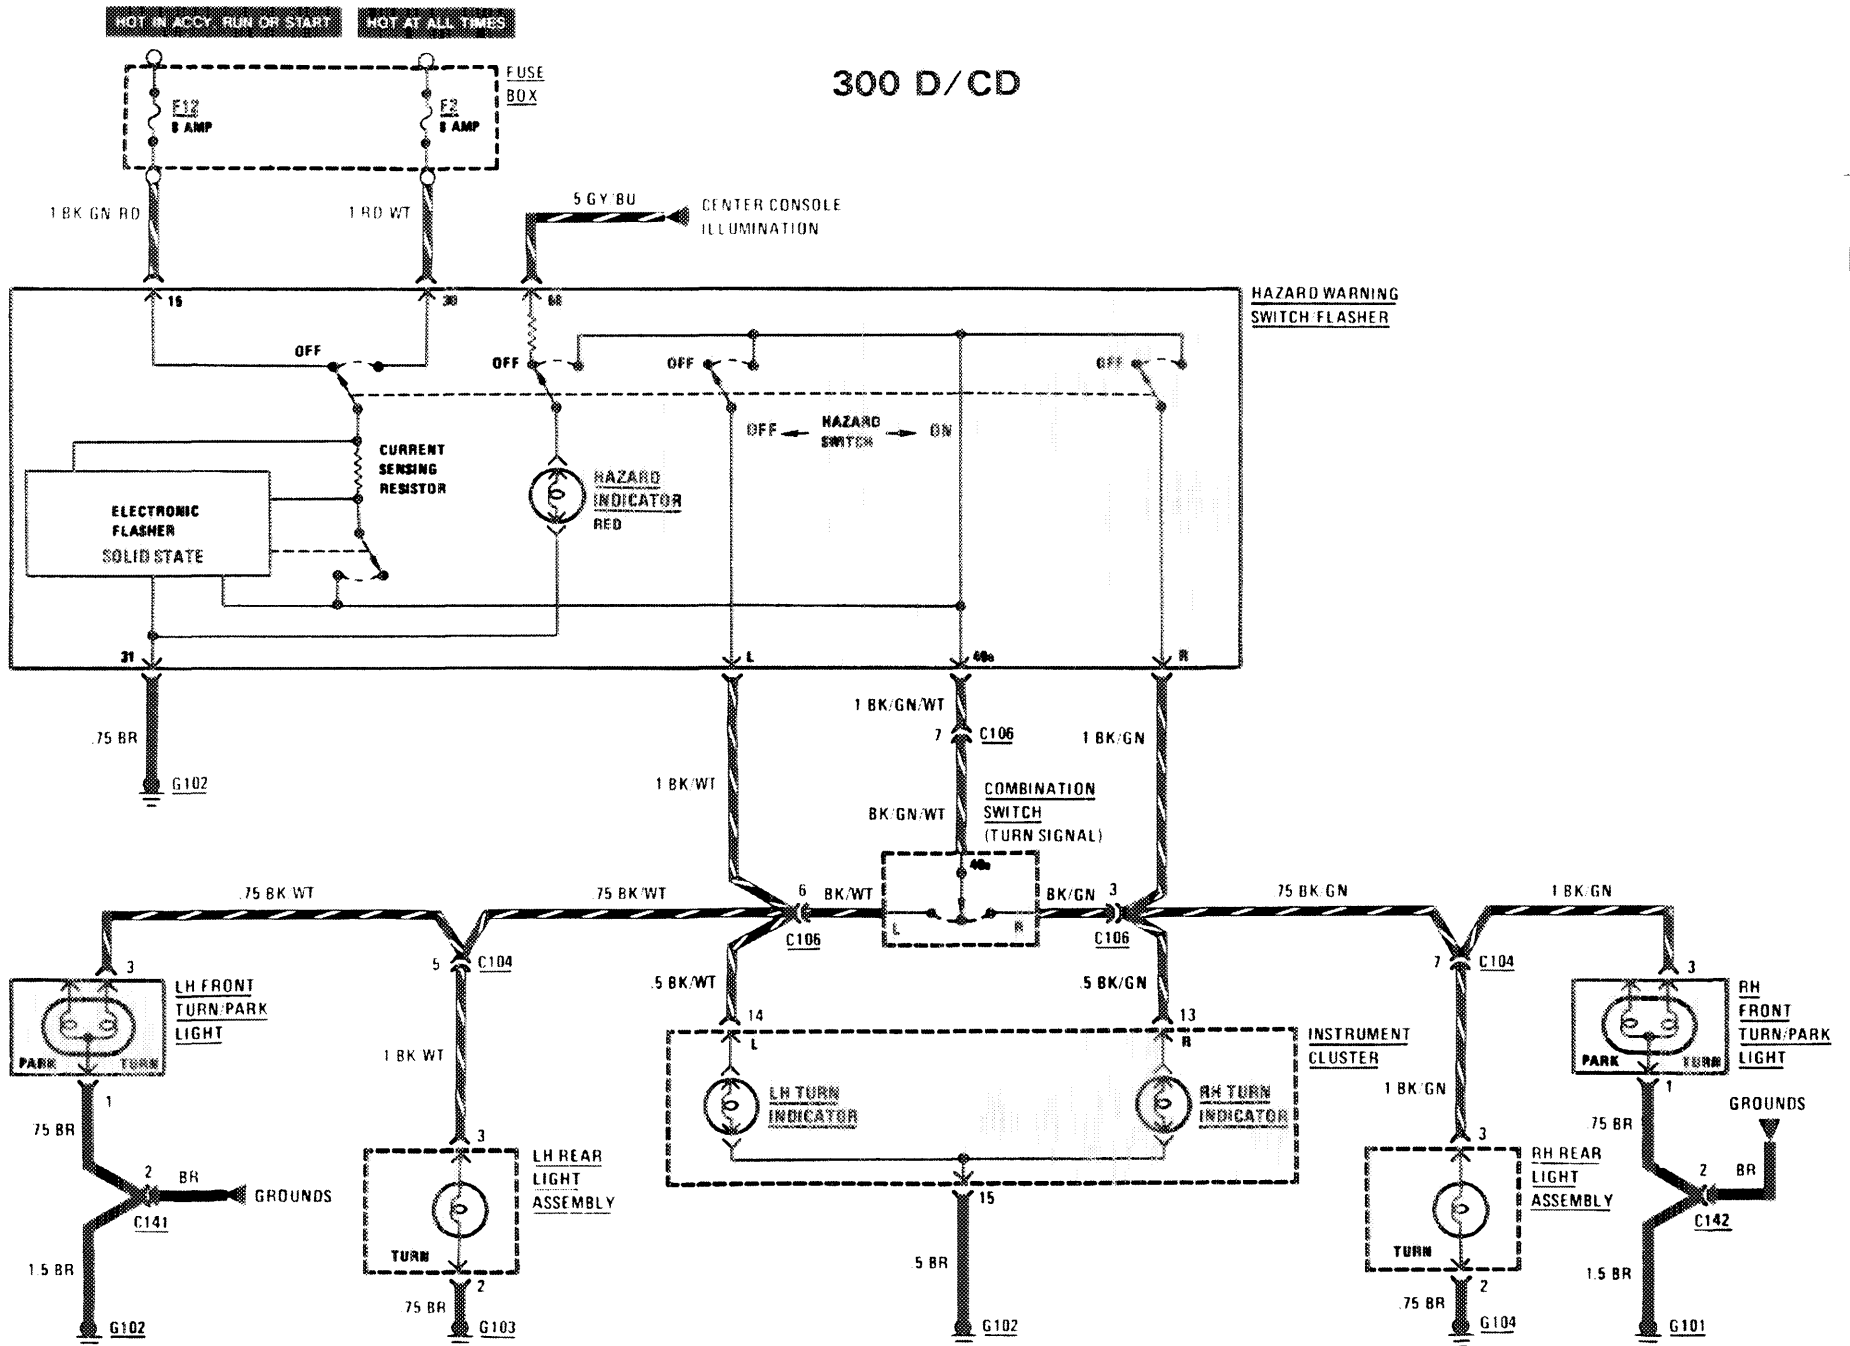 HOT IN ACCY RUN OR START
HOT AT ALL TIMES
300 D/CD
FUSE
BOX
F12
8 AMP
F2
8 AMP
1 BK GN RD
1 RD WT
5 GY/BU
CENTER CONSOLE
ILLUMINATION
HAZARD WARNING
SWITCH/FLASHER
15
30
58
OFF
OFF
OFF
OFF
OFF
HAZARD
SWITCH
ON
CURRENT
SENSING
RESISTOR
HAZARD
INDICATOR
RED
ELECTRONIC
FLASHER
SOLID STATE
31
L
49a
R
.75 BR
G102
1 BK/WT
1 BK/GN/WT
7
C106
1 BK/GN
BK/GN/WT
COMBINATION
SWITCH
(TURN SIGNAL)
49a
L
R
.75 BK/WT
.75 BK/WT
6
BK/WT
C106
BK/GN
3
C106
75 BK/GN
1 BK/GN
3
5
C104
LH FRONT
TURN/PARK
LIGHT
PARK
TURN
1
.5 BK/WT
.5 BK/GN
14
L
13
R
INSTRUMENT
CLUSTER
LH TURN
INDICATOR
RH TURN
INDICATOR
7
C104
3
RH
FRONT
TURN/PARK
LIGHT
PARK
TURN
1
1 BK WT
1 BK/GN
75 BR
2
BR
GROUNDS
C141
1.5 BR
G102
3
LH REAR
LIGHT
ASSEMBLY
TURN
2
.75 BR
G103
15
.5 BR
G102
3
RH REAR
LIGHT
ASSEMBLY
TURN
2
.75 BR
G104
.75 BR
GROUNDS
2
BR
C142
1.5 BR
G101